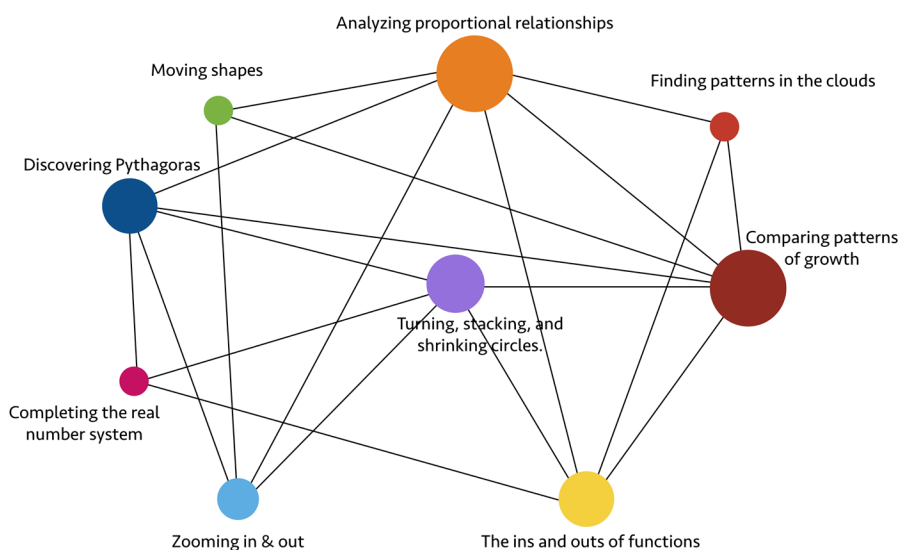 Analyzing proportional relationships
Moving shapes
Finding patterns in the clouds
Discovering Pythagoras
Comparing patterns
of growth
Turning, stacking, and
shrinking circles.
Completing the real
number system
Zooming in & out
The ins and outs of functions